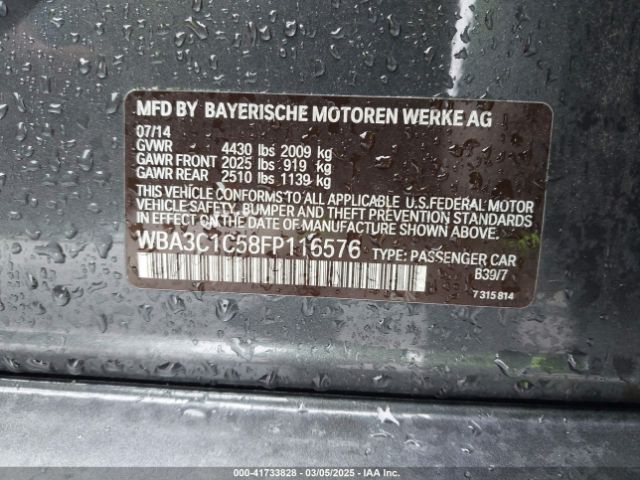 MFD BY BAYERISCHE MOTOREN WERKE AG
07/14
GVWR 4430 lbs 2009 kg
GAWR FRONT 2025 lbs 919 kg
GAWR REAR 2510 lbs 1139 kg
THIS VEHICLE CONFORMS TO ALL APPLICABLE U.S.FEDERAL MOTOR
VEHICLE SAFETY, BUMPER AND THEFT PREVENTION STANDARDS
IN EFFECT ON THE DATE OF MANUFACTURE SHOWN ABOVE.
WBA3C1C58FP116576 TYPE: PASSENGER CAR
B39/7
7 315 814
000-41733828 - 03/05/2025 - IAA Inc.